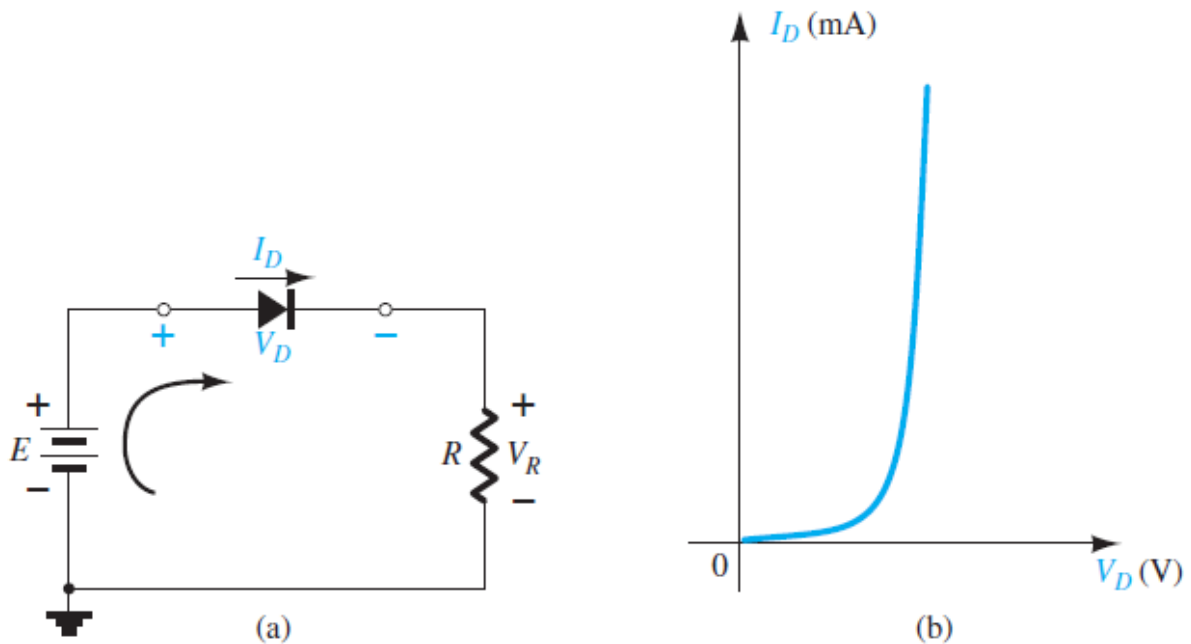 I_D
+ V_D −
+
E
−
+
R V_R
−
(a)
I_D (mA)
0
V_D (V)
(b)